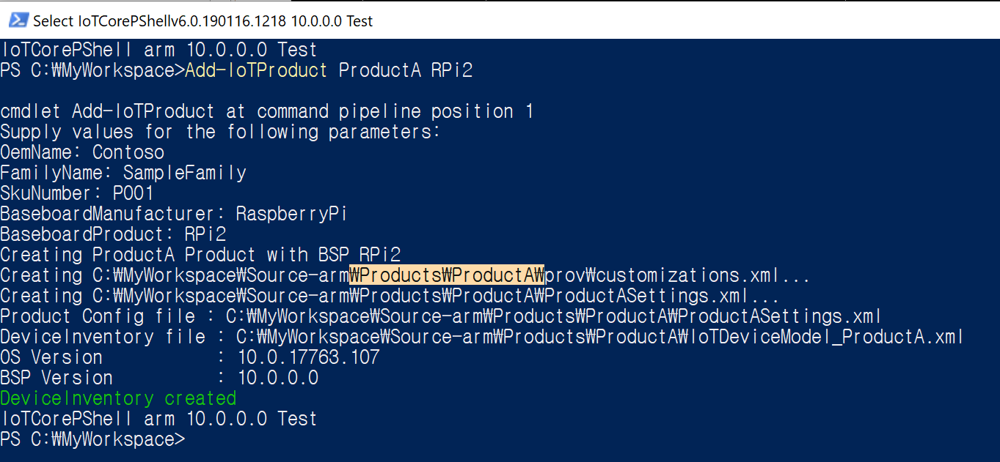 Select IoTCorePShellv6.0.190116.1218 10.0.0.0 Test
IoTCorePShell arm 10.0.0.0 Test
PS C:₩MyWorkspace>Add-IoTProduct ProductA RPi2
cmdlet Add-IoTProduct at command pipeline position 1
Supply values for the following parameters:
OemName: Contoso
FamilyName: SampleFamily
SkuNumber: P001
BaseboardManufacturer: RaspberryPi
BaseboardProduct: RPi2
Creating ProductA Product with BSP RPi2
Creating C:₩MyWorkspace₩Source-arm₩Products₩ProductA₩prov₩customizations.xml...
Creating C:₩MyWorkspace₩Source-arm₩Products₩ProductA₩ProductASettings.xml...
Product Config file : C:₩MyWorkspace₩Source-arm₩Products₩ProductA₩ProductASettings.xml
DeviceInventory file : C:₩MyWorkspace₩Source-arm₩Products₩ProductA₩IoTDeviceModel_ProductA.xml
OS Version           : 10.0.17763.107
BSP Version          : 10.0.0.0
DeviceInventory created
IoTCorePShell arm 10.0.0.0 Test
PS C:₩MyWorkspace>